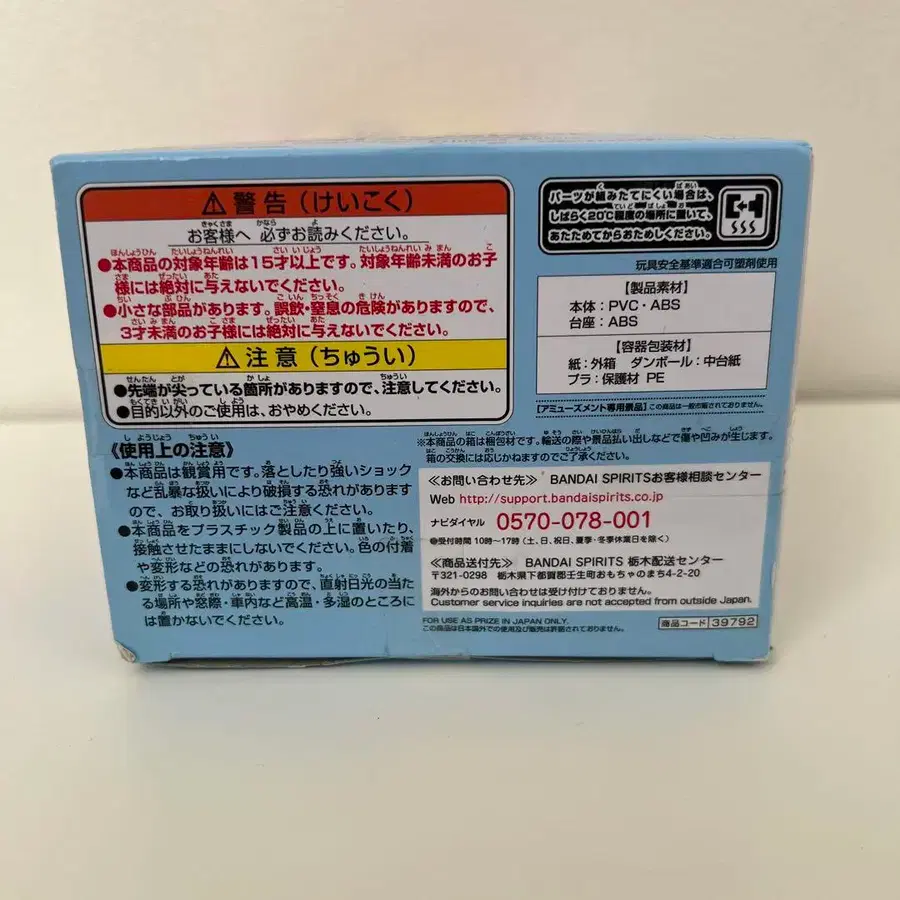 ⚠警告(けいこく)
お客様へ 必ずお読みください。
●本商品の対象年齢は15才以上です。対象年齢未満のお子
様には絶対に与えないでください。
●小さな部品があります。誤飲・窒息の危険がありますので、
3才未満のお子様には絶対に与えないでください。
⚠注意(ちゅうい)
●先端が尖っている箇所がありますので、注意してください。
●目的以外のご使用は、おやめください。
《使用上の注意》
●本商品は観賞用です。落としたり強いショック
など乱暴な扱いにより破損する恐れがあります
ので、お取り扱いにはご注意ください。
●本商品をプラスチック製品の上に置いたり、
接触させたままにしないでください。色の付着
や変形などの恐れがあります。
●変形する恐れがありますので、直射日光の当た
る場所や窓際・車内など高温・多湿のところに
は置かないでください。
パーツが組みたてにくい場合は、
しばらく20℃程度の場所に置いて、
あたためてからおためしください。
玩具安全基準適合可塑剤使用
【製品素材】
本体:PVC・ABS
台座:ABS
【容器包装材】
紙:外箱 ダンボール:中台紙
プラ:保護材 PE
【アミューズメント専用景品】この商品は一般市販されておりません。
※本商品の箱は梱包材です。輸送の際や景品払い出しなどで傷や凹みが生じます。
箱の交換には応じかねますのでご了承ください。
≪お問い合わせ先≫ BANDAI SPIRITSお客様相談センター
Web http://support.bandaispirits.co.jp
ナビダイヤル 0570-078-001
●受付時間 10時~17時(土、日、祝日、夏季・冬季休業日を除く)
≪商品送付先≫ BANDAI SPIRITS 栃木配送センター
〒321-0298 栃木県下都賀郡壬生町おもちゃのまち4-2-20
海外からのお問い合わせは受け付けておりません。
Customer service inquiries are not accepted from outside Japan.
FOR USE AS PRIZE IN JAPAN ONLY.
この商品は日本国外での使用及び販売は許諾されておりません。
商品コード 39792